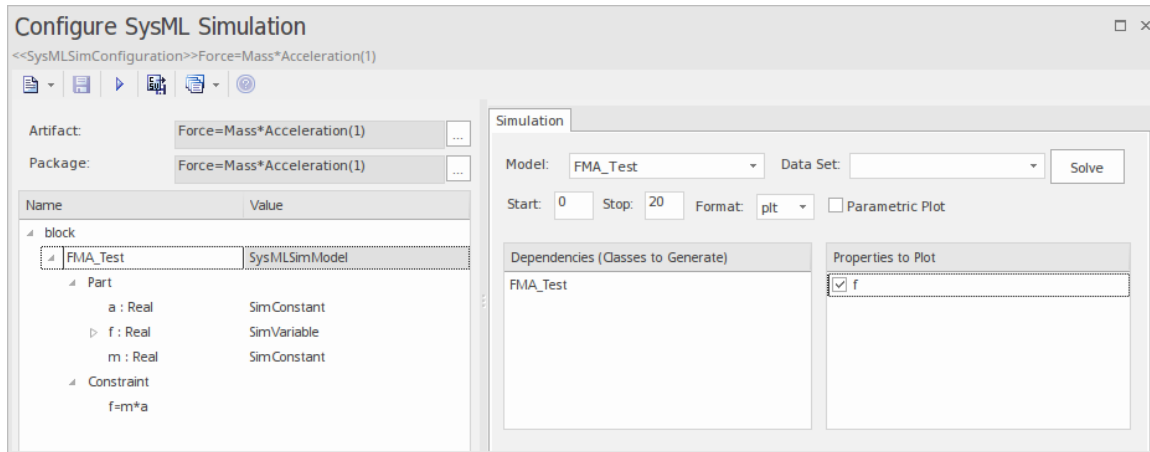 Configure SysML Simulation
<<SysMLSimConfiguration>>Force=Mass*Acceleration(1)
Artifact: Force=Mass*Acceleration(1) ...
Package: Force=Mass*Acceleration(1) ...
Name Value
block
FMA_Test SysMLSimModel
Part
a : Real SimConstant
f : Real SimVariable
m : Real SimConstant
Constraint
f=m*a
Simulation
Model: FMA_Test Data Set: Solve
Start: 0 Stop: 20 Format: plt Parametric Plot
Dependencies (Classes to Generate) Properties to Plot
FMA_Test f